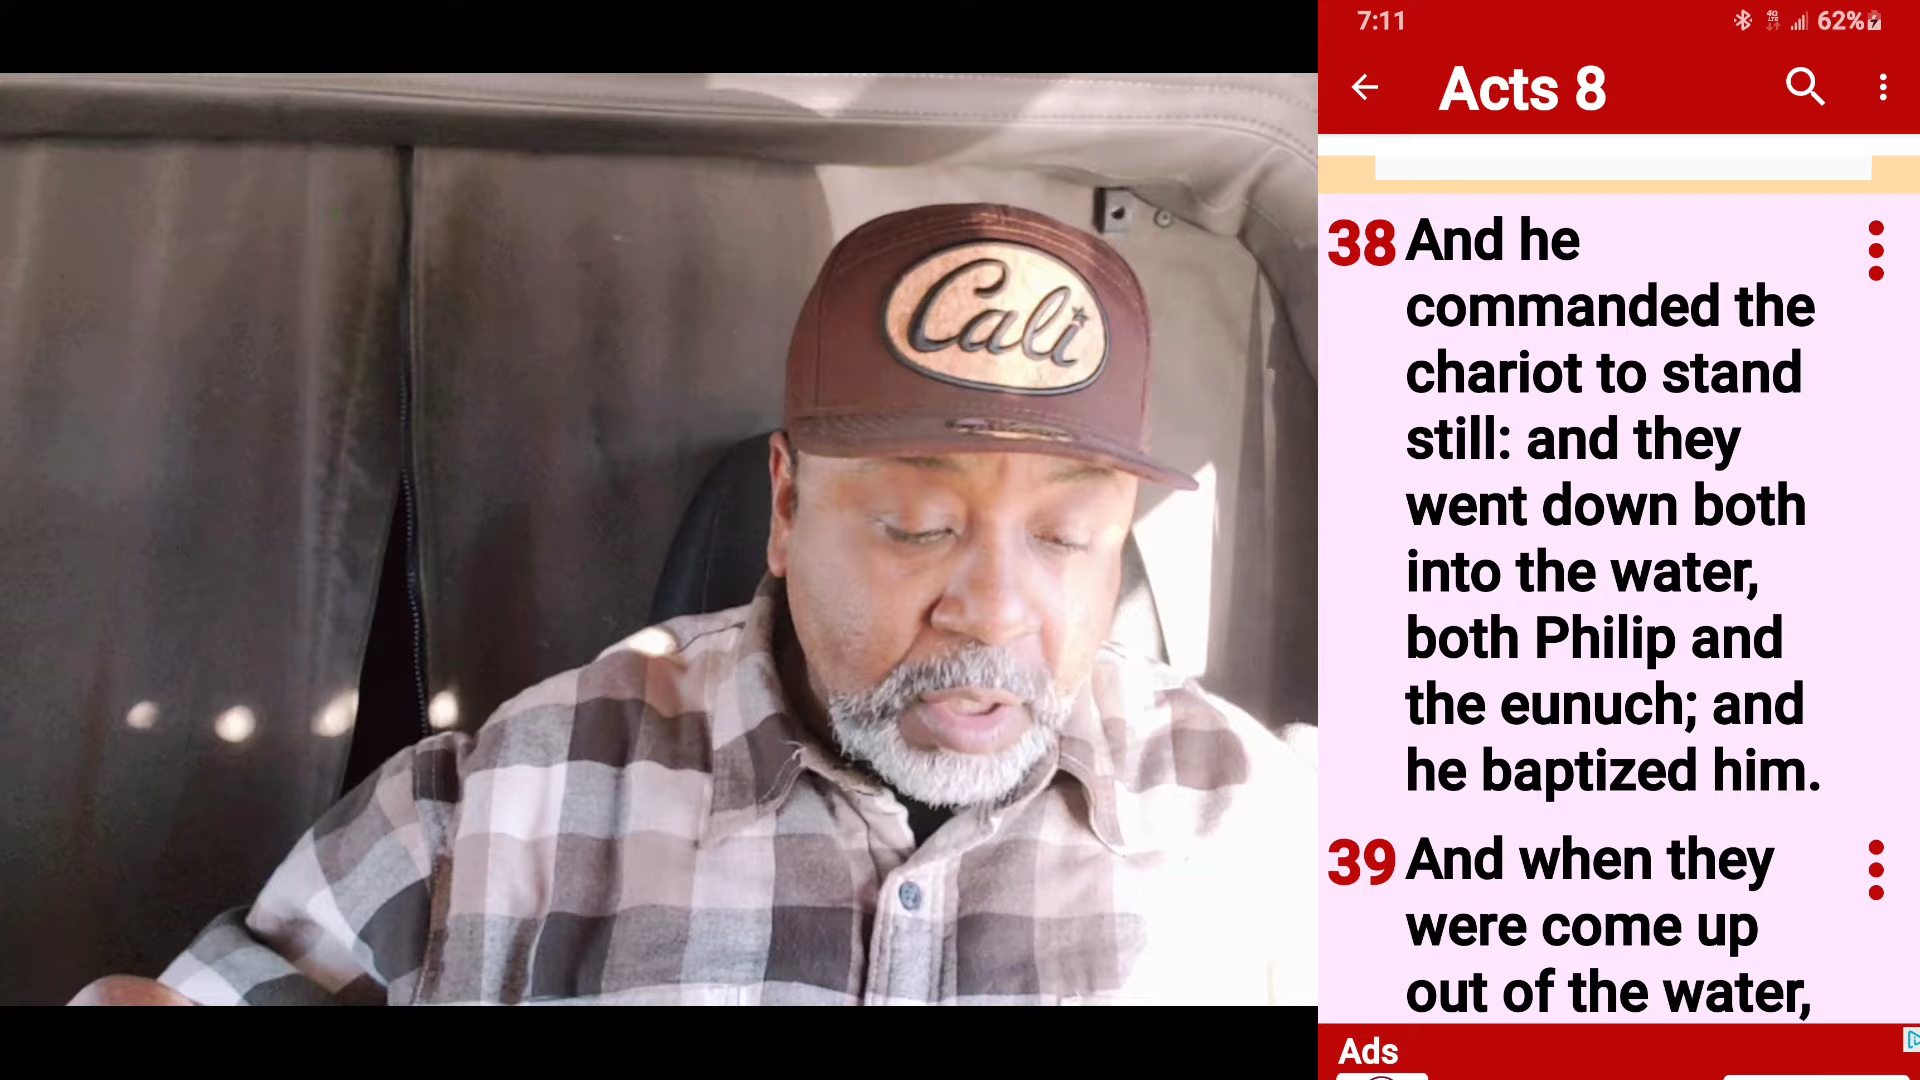 Cali
7:11
62%
Acts 8
38 And he
commanded the
chariot to stand
still: and they
went down both
into the water,
both Philip and
the eunuch; and
he baptized him.
39 And when they
were come up
out of the water,
Ads